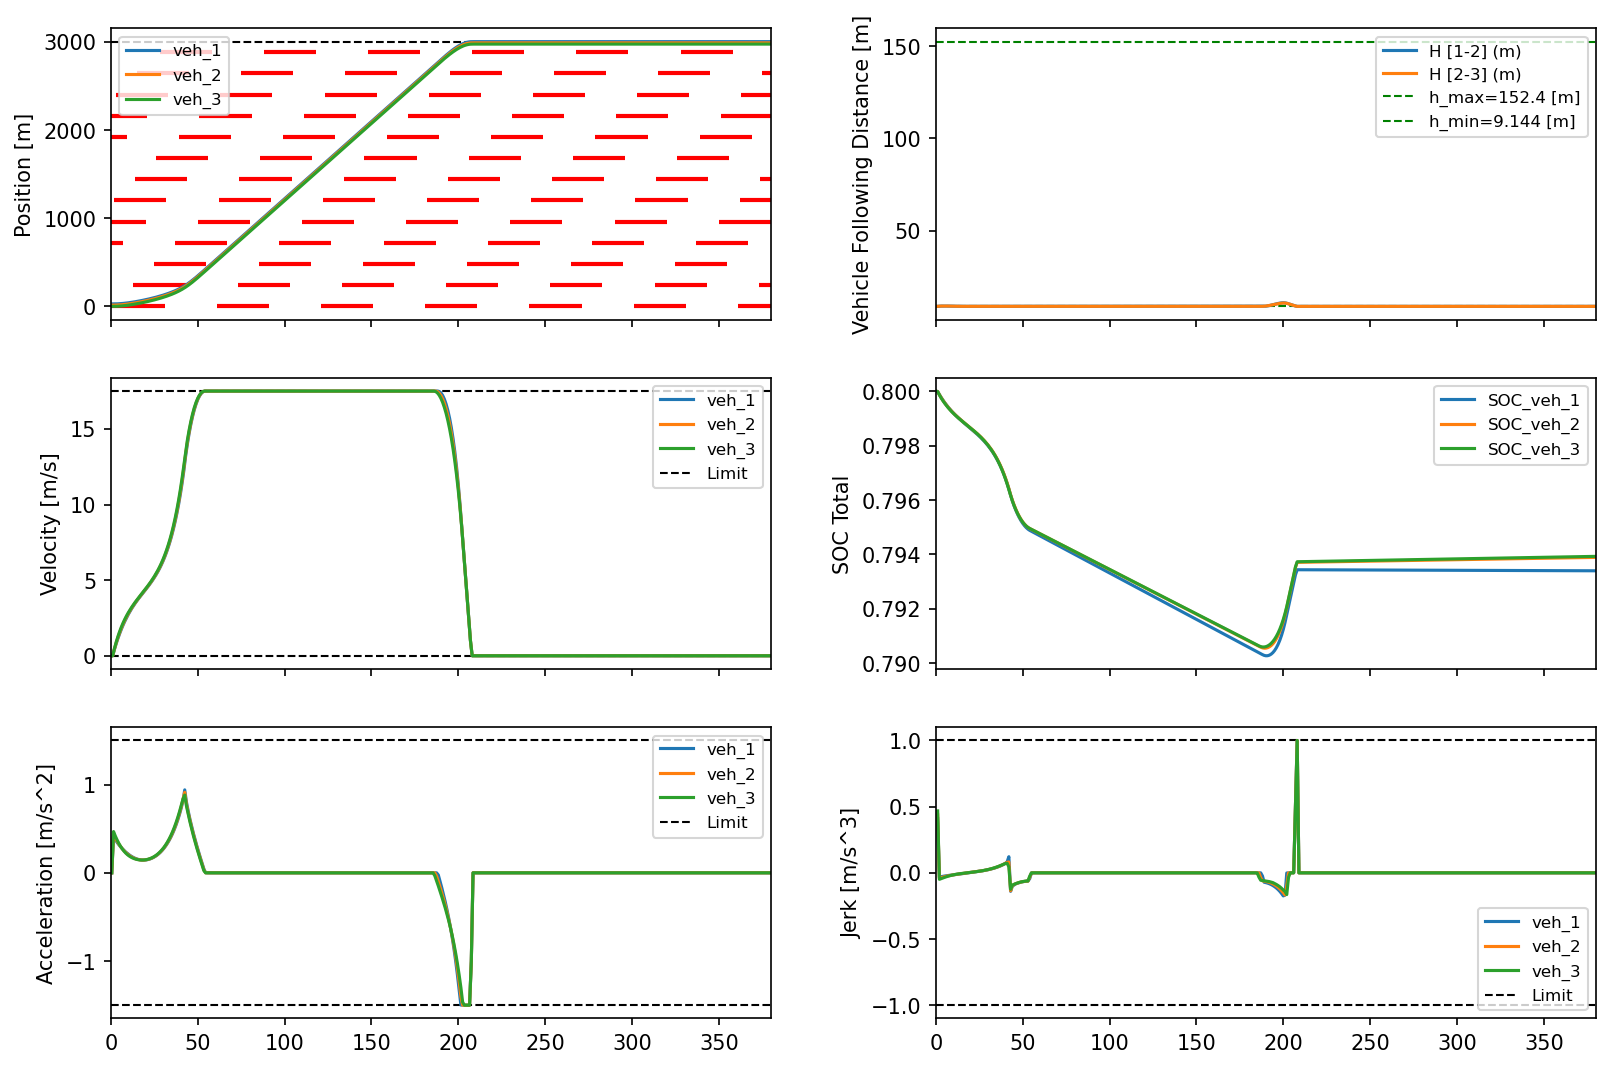 Position [m]
3000
2000
1000
0
veh_1
veh_2
veh_3
Vehicle Following Distance [m]
150
100
50
H [1-2] (m)
H [2-3] (m)
h_max=152.4 [m]
h_min=9.144 [m]
Velocity [m/s]
15
10
5
0
veh_1
veh_2
veh_3
Limit
SOC Total
0.800
0.798
0.796
0.794
0.792
0.790
SOC_veh_1
SOC_veh_2
SOC_veh_3
Acceleration [m/s^2]
1
0
−1
veh_1
veh_2
veh_3
Limit
0 50 100 150 200 250 300 350
Jerk [m/s^3]
1.0
0.5
0.0
−0.5
−1.0
veh_1
veh_2
veh_3
Limit
0 50 100 150 200 250 300 350